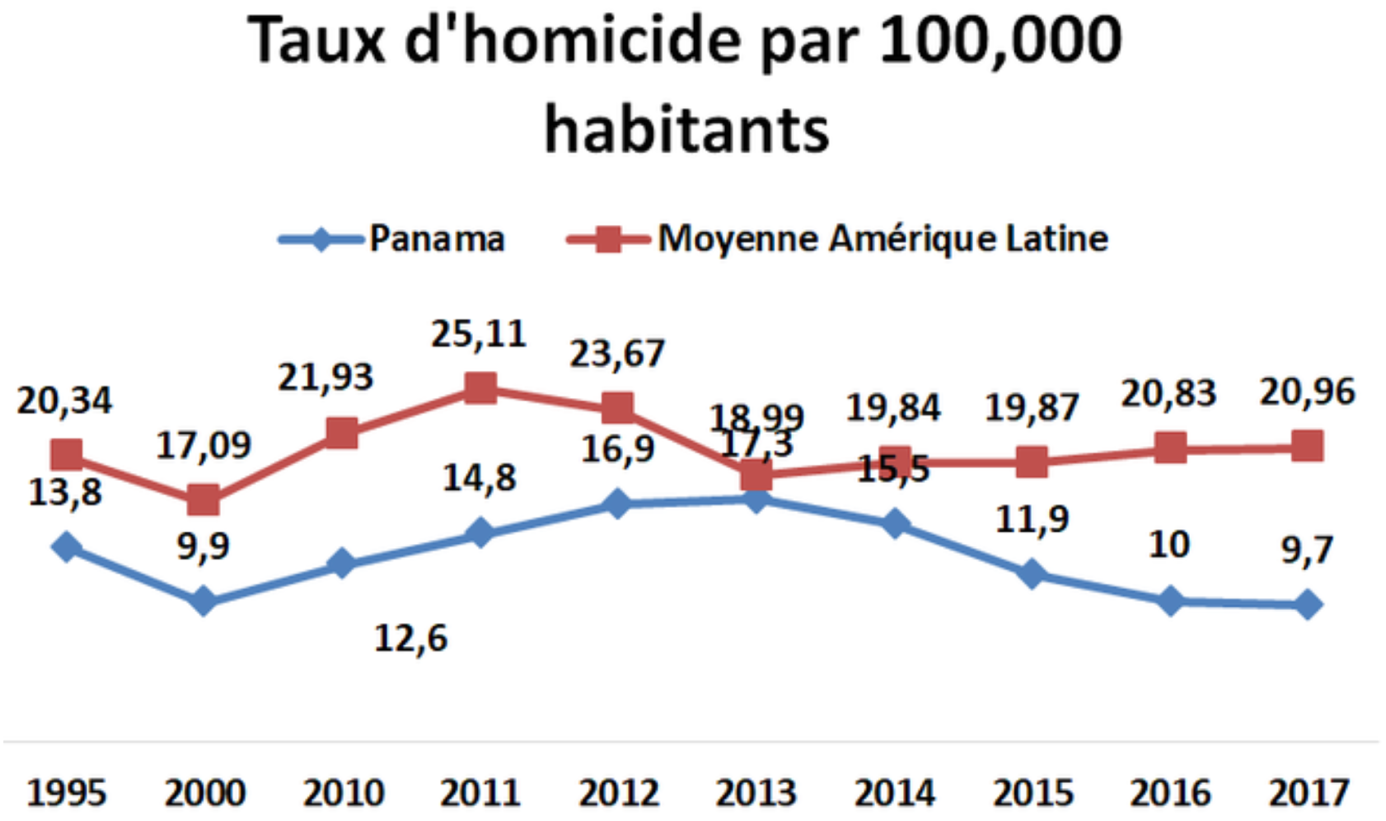 Taux d'homicide par 100,000
habitants
Panama Moyenne Amérique Latine
20,34 17,09 21,93 25,11 23,67 18,99 19,84 19,87 20,83 20,96
13,8 9,9 12,6 14,8 16,9 17,3 15,5 11,9 10 9,7
1995 2000 2010 2011 2012 2013 2014 2015 2016 2017